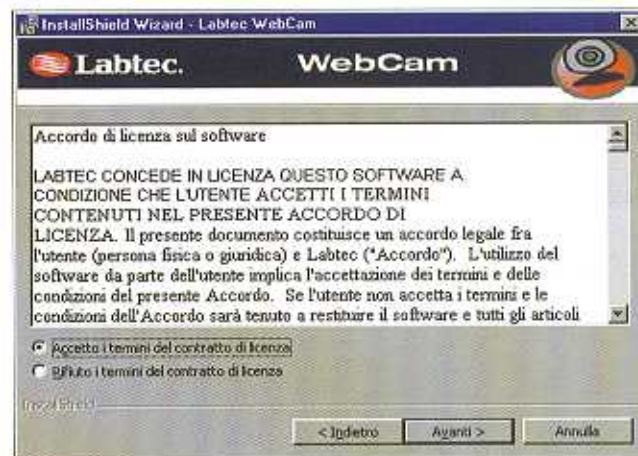 InstallShield Wizard - Labtec WebCam
Labtec. WebCam
Accordo di licenza sul software
LABTEC CONCEDE IN LICENZA QUESTO SOFTWARE A
CONDIZIONE CHE L'UTENTE ACCETTI I TERMINI
CONTENUTI NEL PRESENTE ACCORDO DI
LICENZA. Il presente documento costituisce un accordo legale fra
l'utente (persona fisica o giuridica) e Labtec ("Accordo"). L'utilizzo del
software da parte dell'utente implica l'accettazione dei termini e delle
condizioni del presente Accordo. Se l'utente non accetta i termini e le
condizioni dell'Accordo sarà tenuto a restituire il software e tutti gli articoli
Accetto i termini del contratto di licenza
Rifiuto i termini del contratto di licenza
InstallShield
< Indietro Avanti > Annulla